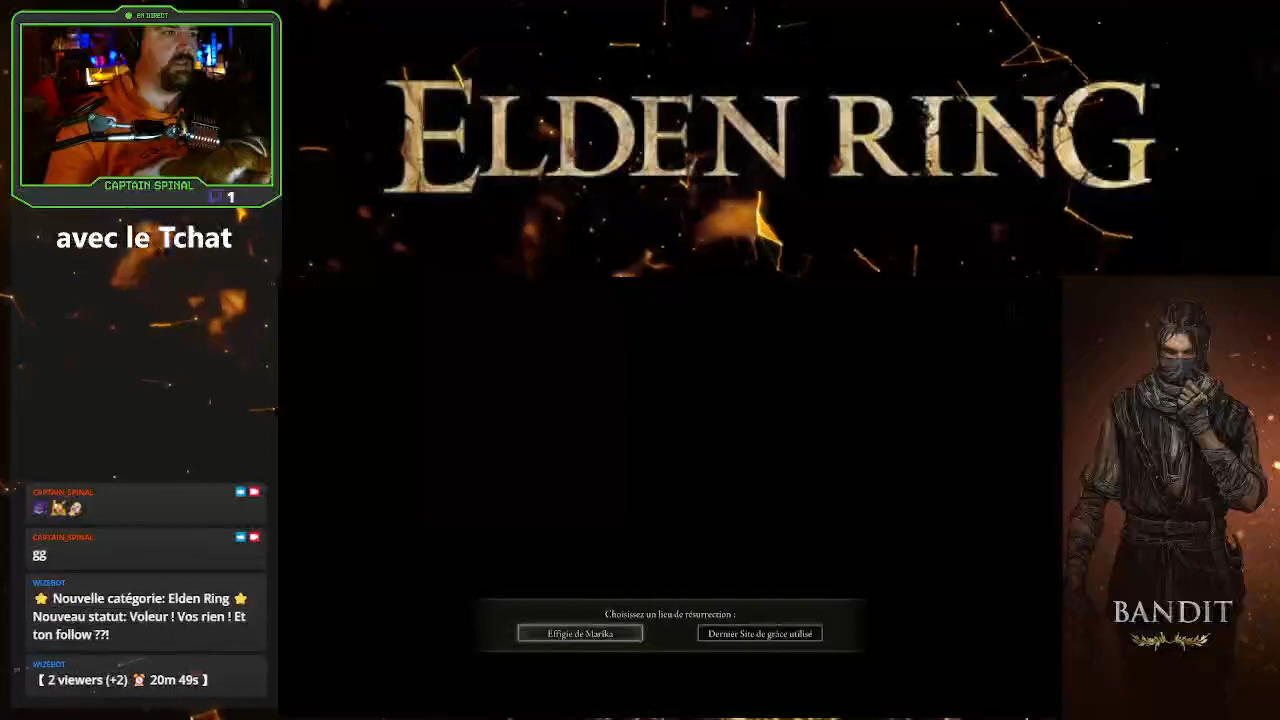 EN DIRECT
CAPTAIN SPINAL
1
ELDEN RING
avec le Tchat
CAPTAIN_SPINAL
CAPTAIN_SPINAL
gg
WIZEBOT
⭐ Nouvelle catégorie: Elden Ring ⭐
Nouveau statut: Voleur ! Vos rien ! Et
ton follow ??!
WIZEBOT
【 2 viewers (+2) ⏰ 20m 49s 】
Choisissez un lieu de résurrection :
Effigie de Marika
Dernier Site de grâce utilisé
BANDIT